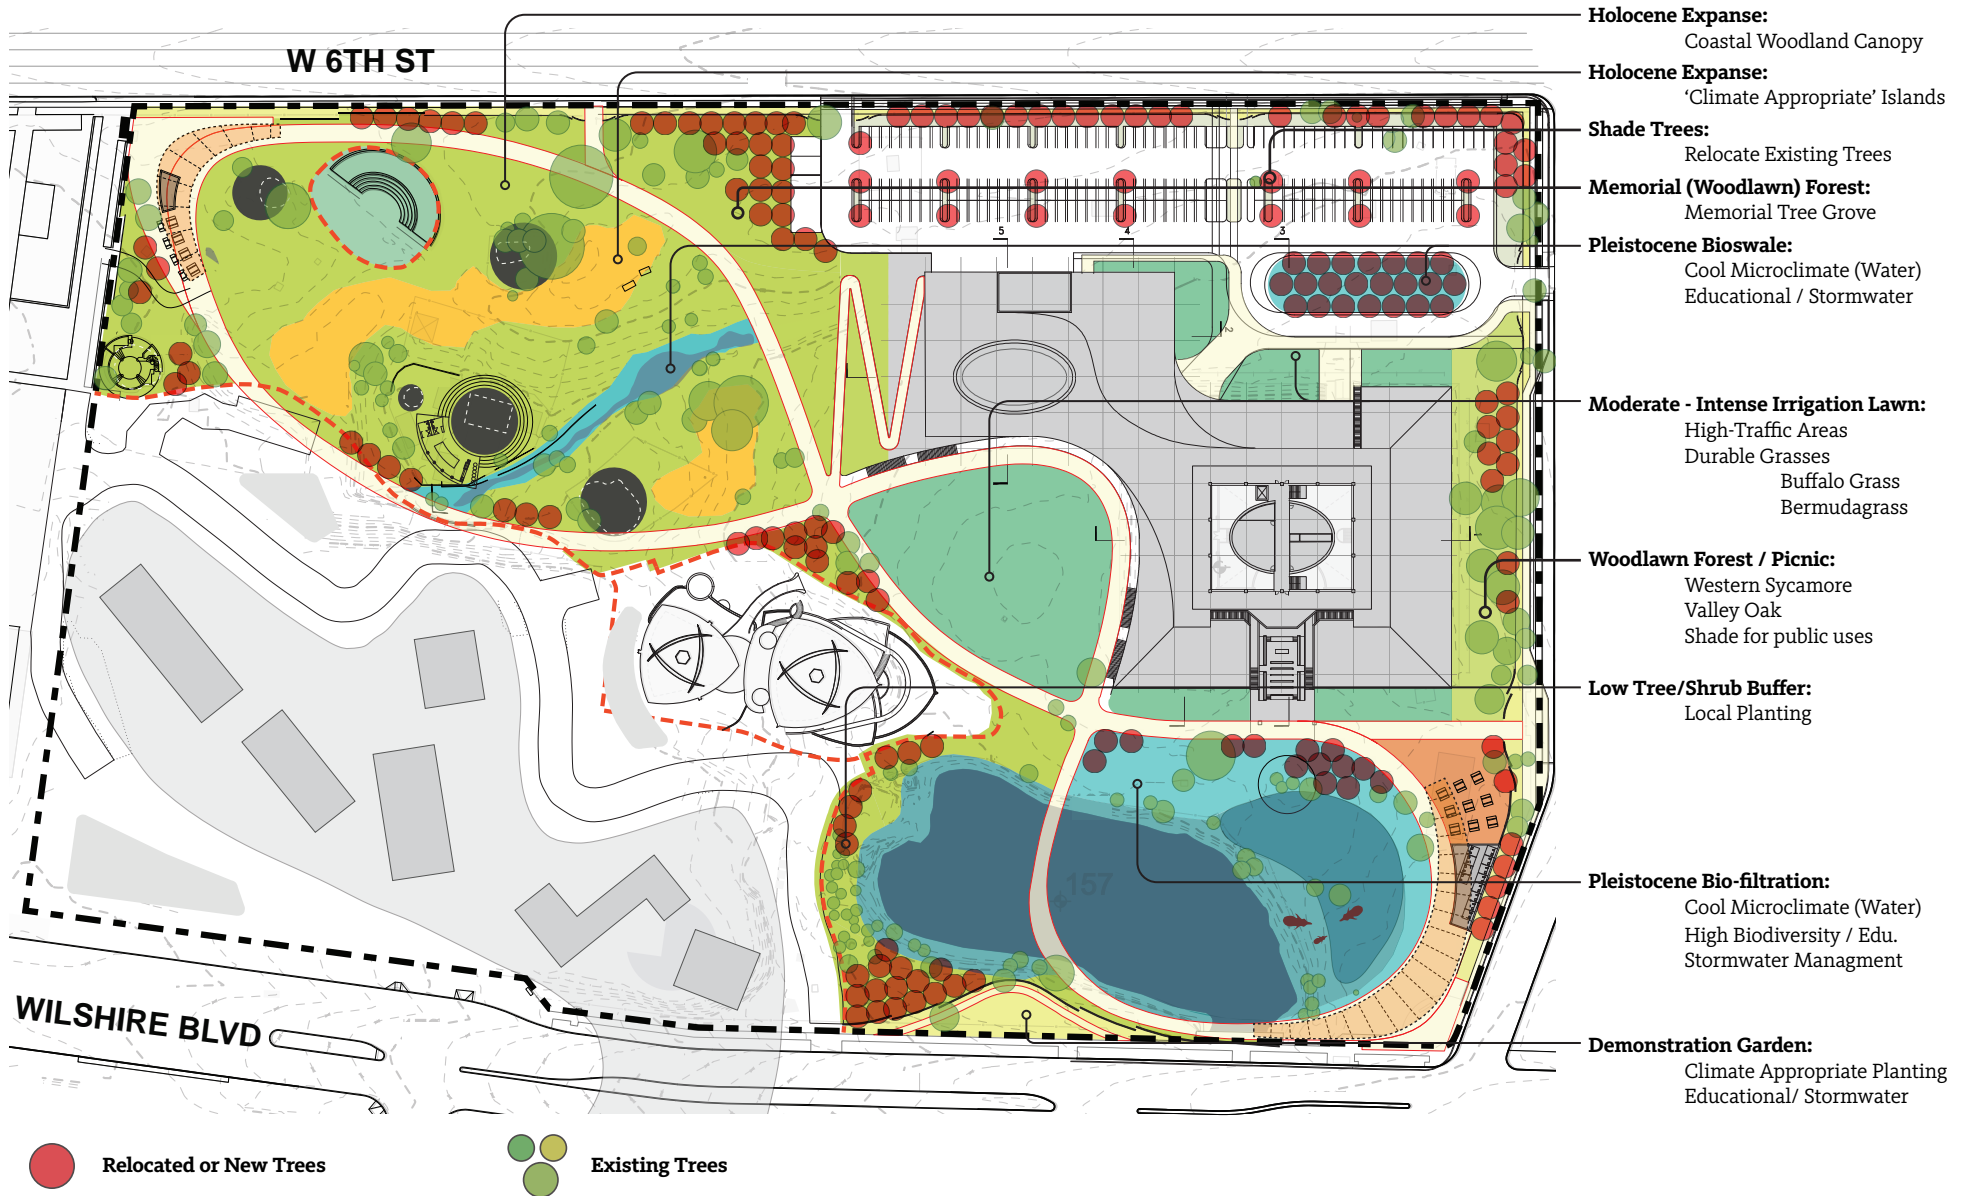 W 6TH ST
Holocene Expanse:
Coastal Woodland Canopy
Holocene Expanse:
‘Climate Appropriate’ Islands
Shade Trees:
Relocate Existing Trees
Memorial (Woodlawn) Forest:
Memorial Tree Grove
Pleistocene Bioswale:
Cool Microclimate (Water)
Educational / Stormwater
Moderate - Intense Irrigation Lawn:
High-Traffic Areas
Durable Grasses
Buffalo Grass
Bermudagrass
Woodlawn Forest / Picnic:
Western Sycamore
Valley Oak
Shade for public uses
Low Tree/Shrub Buffer:
Local Planting
Pleistocene Bio-filtration:
Cool Microclimate (Water)
High Biodiversity / Edu.
Stormwater Managment
Demonstration Garden:
Climate Appropriate Planting
Educational/ Stormwater
5
4
3
2
1
157
WILSHIRE BLVD
Relocated or New Trees
Existing Trees